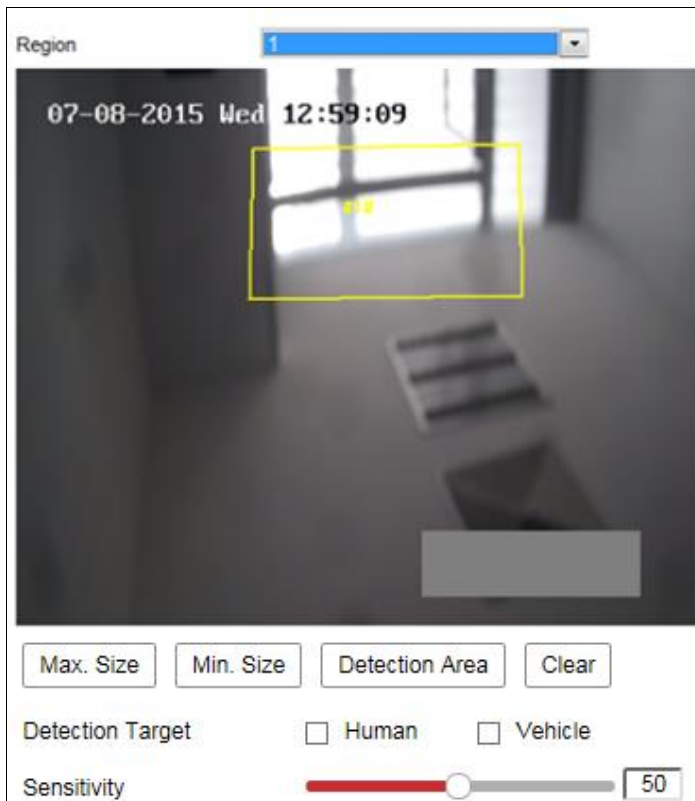 Region 1
07-08-2015 Wed 12:59:09
Max. Size Min. Size Detection Area Clear
Detection Target Human Vehicle
Sensitivity 50